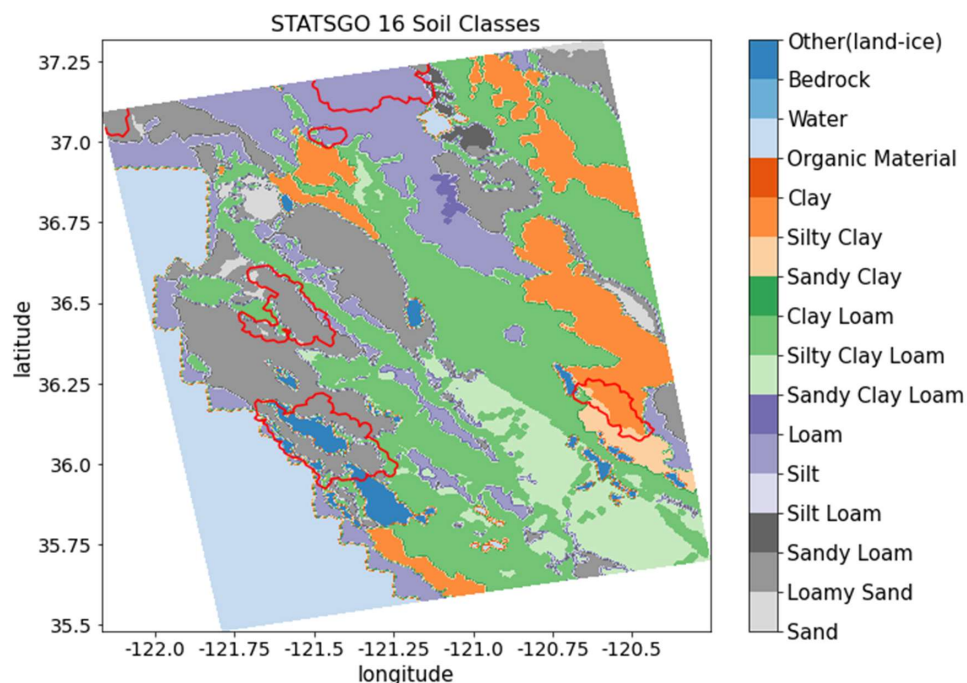 STATSGO 16 Soil Classes
37.25
37.0
36.75
36.5
36.25
36.0
35.75
35.5
latitude
-122.0 -121.75 -121.5 -121.25 -121.0 -120.75 -120.5
longitude
Other(land-ice)
Bedrock
Water
Organic Material
Clay
Silty Clay
Sandy Clay
Clay Loam
Silty Clay Loam
Sandy Clay Loam
Loam
Silt
Silt Loam
Sandy Loam
Loamy Sand
Sand